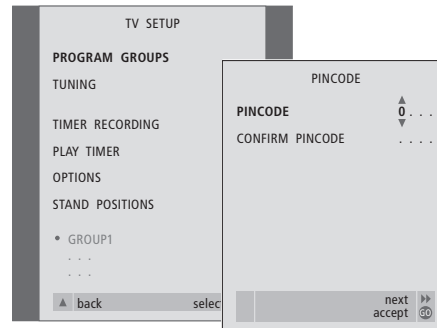 TV SETUP
PROGRAM GROUPS
TUNING
TIMER RECORDING
PLAY TIMER
OPTIONS
STAND POSITIONS
• GROUP1
. . .
. . .
▲ back selec
PINCODE
PINCODE 0 . . .
CONFIRM PINCODE . . . .
next
accept GO